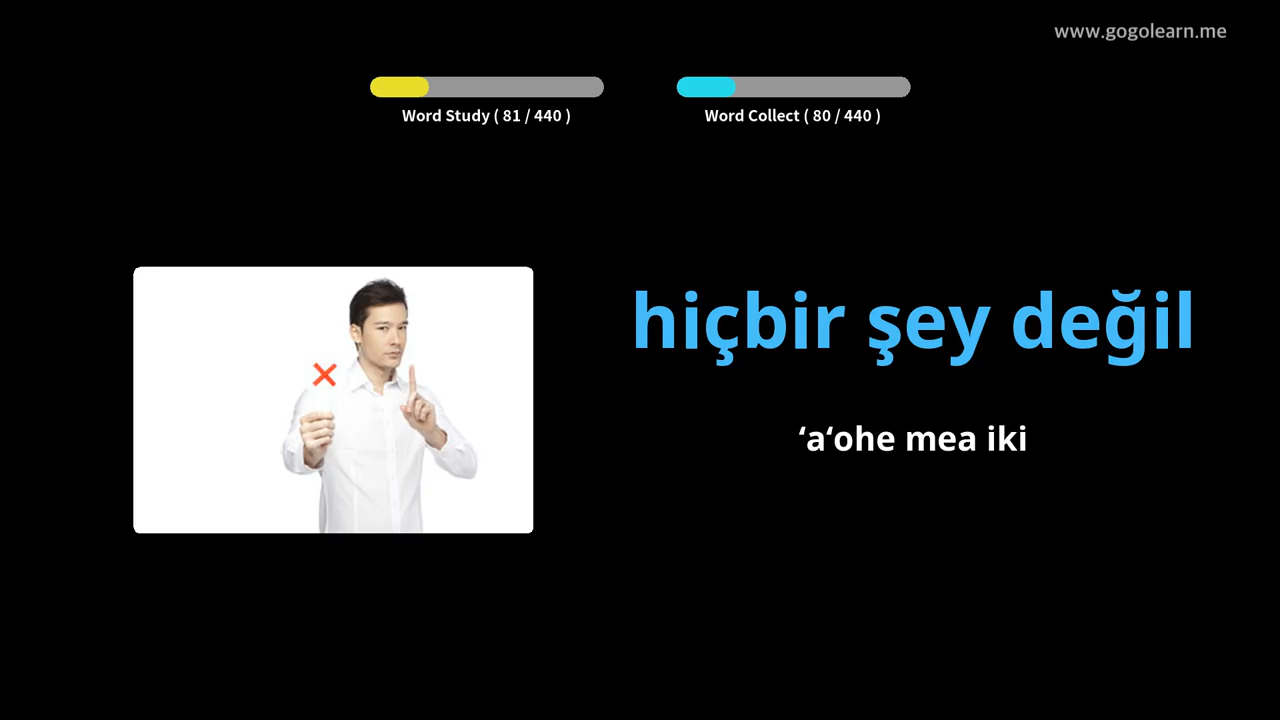 www.gogolearn.me
Word Study ( 81 / 440 )
Word Collect ( 80 / 440 )
hiçbir şey değil
ʻaʻohe mea iki